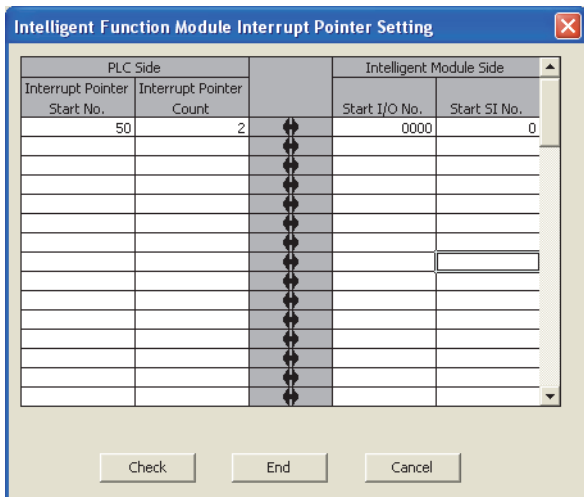 Intelligent Function Module Interrupt Pointer Setting
PLC Side Intelligent Module Side
Interrupt Pointer Interrupt Pointer
Start No. Count Start I/O No. Start SI No.
50 2 0000 0
Check End Cancel